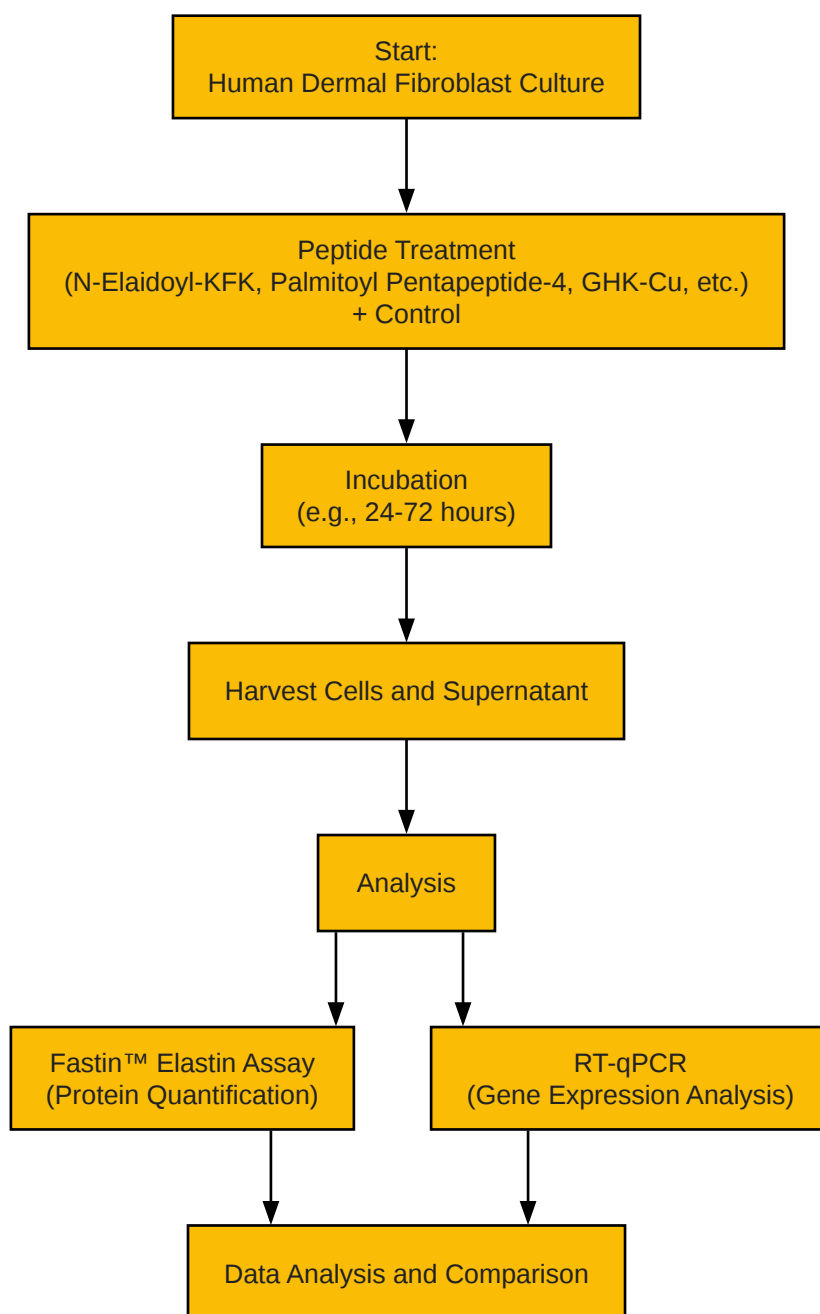 Start:
Human Dermal Fibroblast Culture
Peptide Treatment
(N-Elaidoyl-KFK, Palmitoyl Pentapeptide-4, GHK-Cu, etc.)
+ Control
Incubation
(e.g., 24-72 hours)
Harvest Cells and Supernatant
Analysis
Fastin™ Elastin Assay
(Protein Quantification)
RT-qPCR
(Gene Expression Analysis)
Data Analysis and Comparison